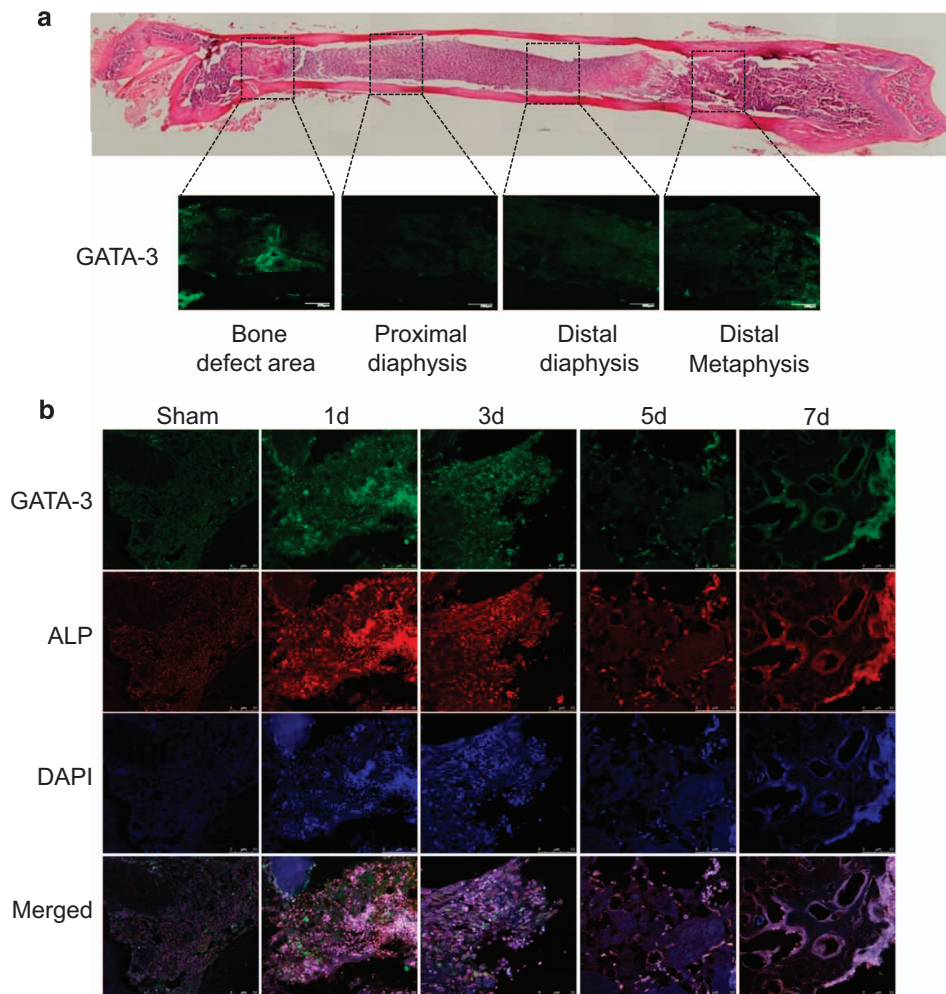 a
GATA-3
Bone
defect area
Proximal
diaphysis
Distal
diaphysis
Distal
Metaphysis
b
Sham 1d 3d 5d 7d
GATA-3
ALP
DAPI
Merged